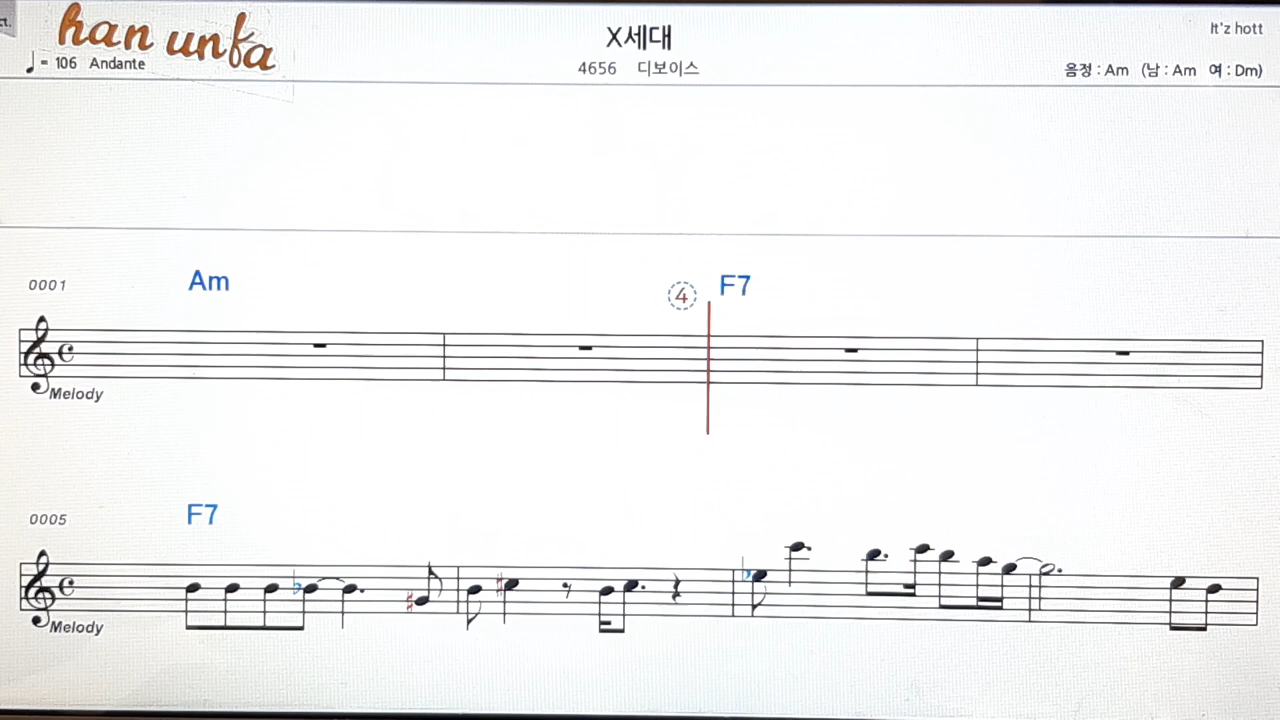 ct.
han unfa
♩ = 106 Andante
X세대
4656 디보이스
It'z hott
음정 : Am (남 : Am 여 : Dm)
0001
Am
4
F7
Melody
0005
F7
Melody